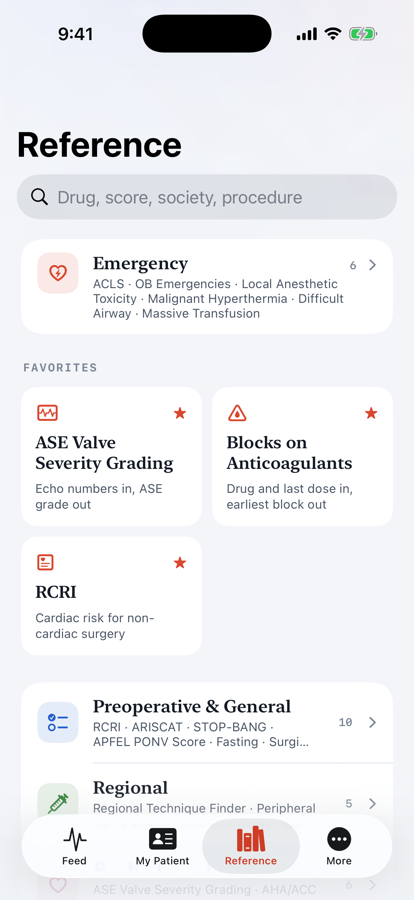 9:41
Reference
Drug, score, society, procedure
Emergency
6
ACLS · OB Emergencies · Local Anesthetic
Toxicity · Malignant Hyperthermia · Difficult
Airway · Massive Transfusion
FAVORITES
ASE Valve
Severity Grading
Echo numbers in, ASE
grade out
Blocks on
Anticoagulants
Drug and last dose in,
earliest block out
RCRI
Cardiac risk for non-
cardiac surgery
Preoperative & General
RCRI · ARISCAT · STOP-BANG ·
APFEL PONV Score · Fasting · Surgi...
10
Regional
Regional Technique Finder · Peripheral
5
Feed
My Patient
Reference
More
ASE Valve Severity Grading · AHA/ACC
6